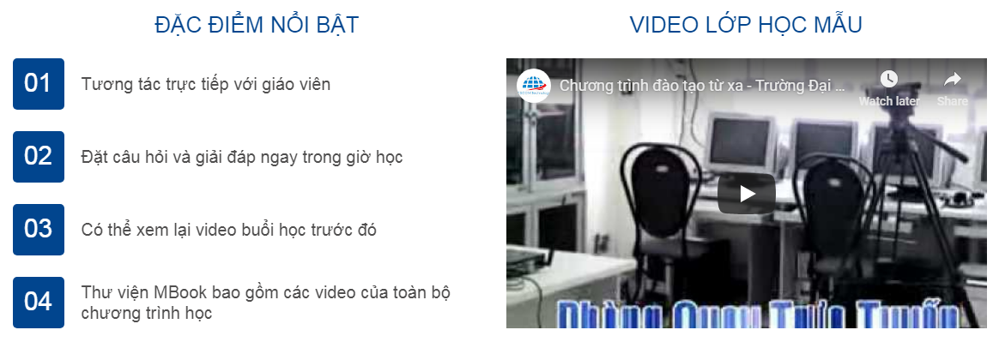 ĐẶC ĐIỂM NỔI BẬT
01
Tương tác trực tiếp với giáo viên
02
Đặt câu hỏi và giải đáp ngay trong giờ học
03
Có thể xem lại video buổi học trước đó
04
Thư viện MBook bao gồm các video của toàn bộ
chương trình học
VIDEO LỚP HỌC MẪU
Chương trình đào tạo từ xa - Trường Đại ...
Watch later
Share
Phòng Quay Trực Tuyến